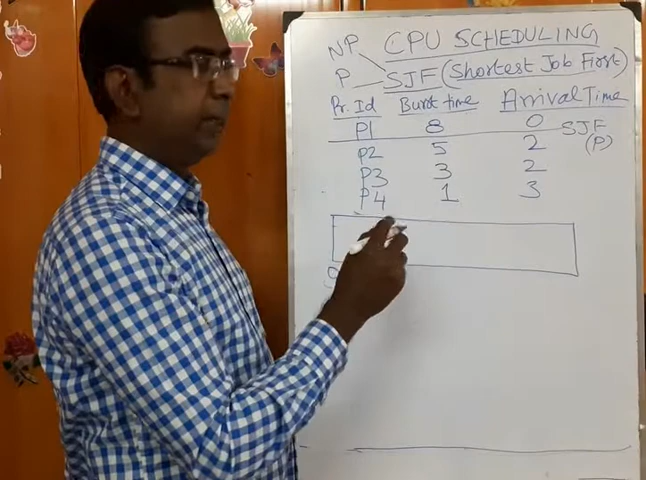 NP CPU SCHEDULING
P SJF (Shortest Job First)
Pr. Id Burst time Arrival Time
P1 8 0 SJF
P2 5 2 (P)
P3 3 2
P4 1 3